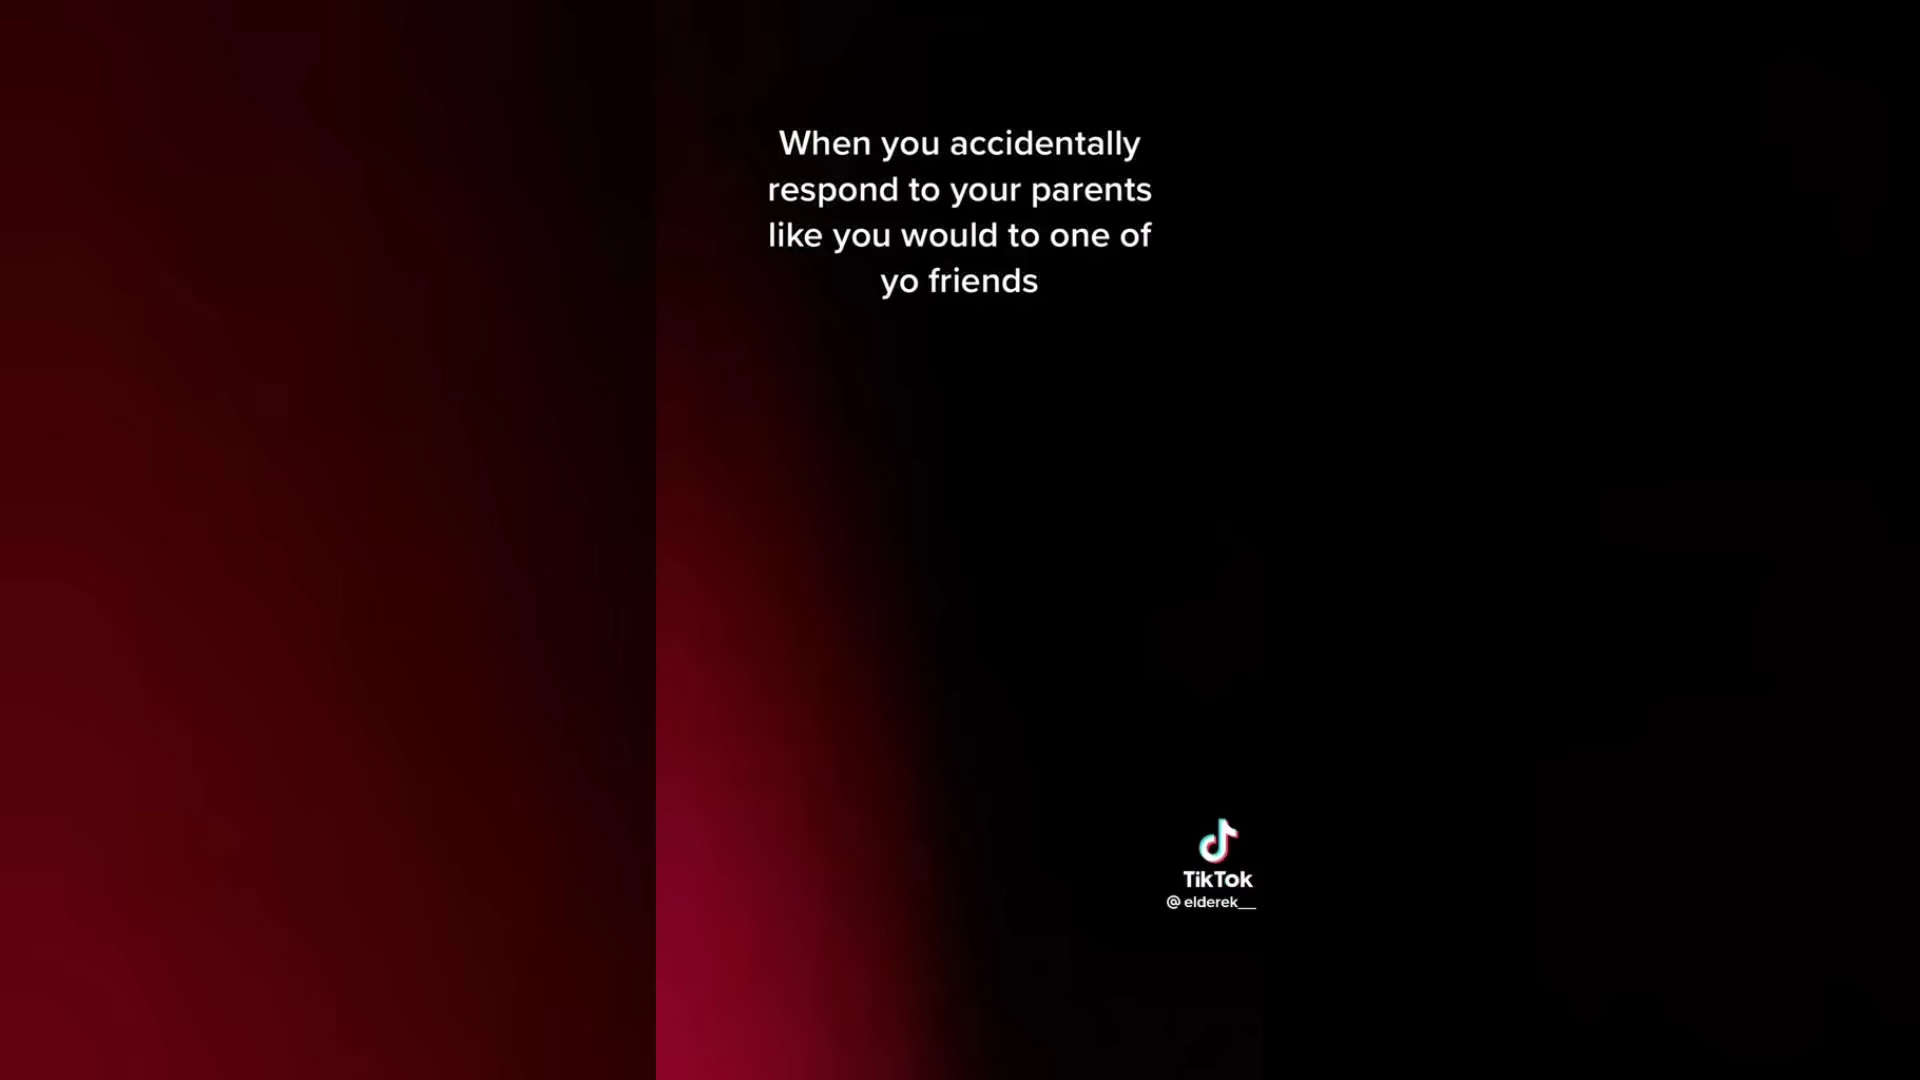 When you accidentally
respond to your parents
like you would to one of
yo friends
TikTok
@elderek__